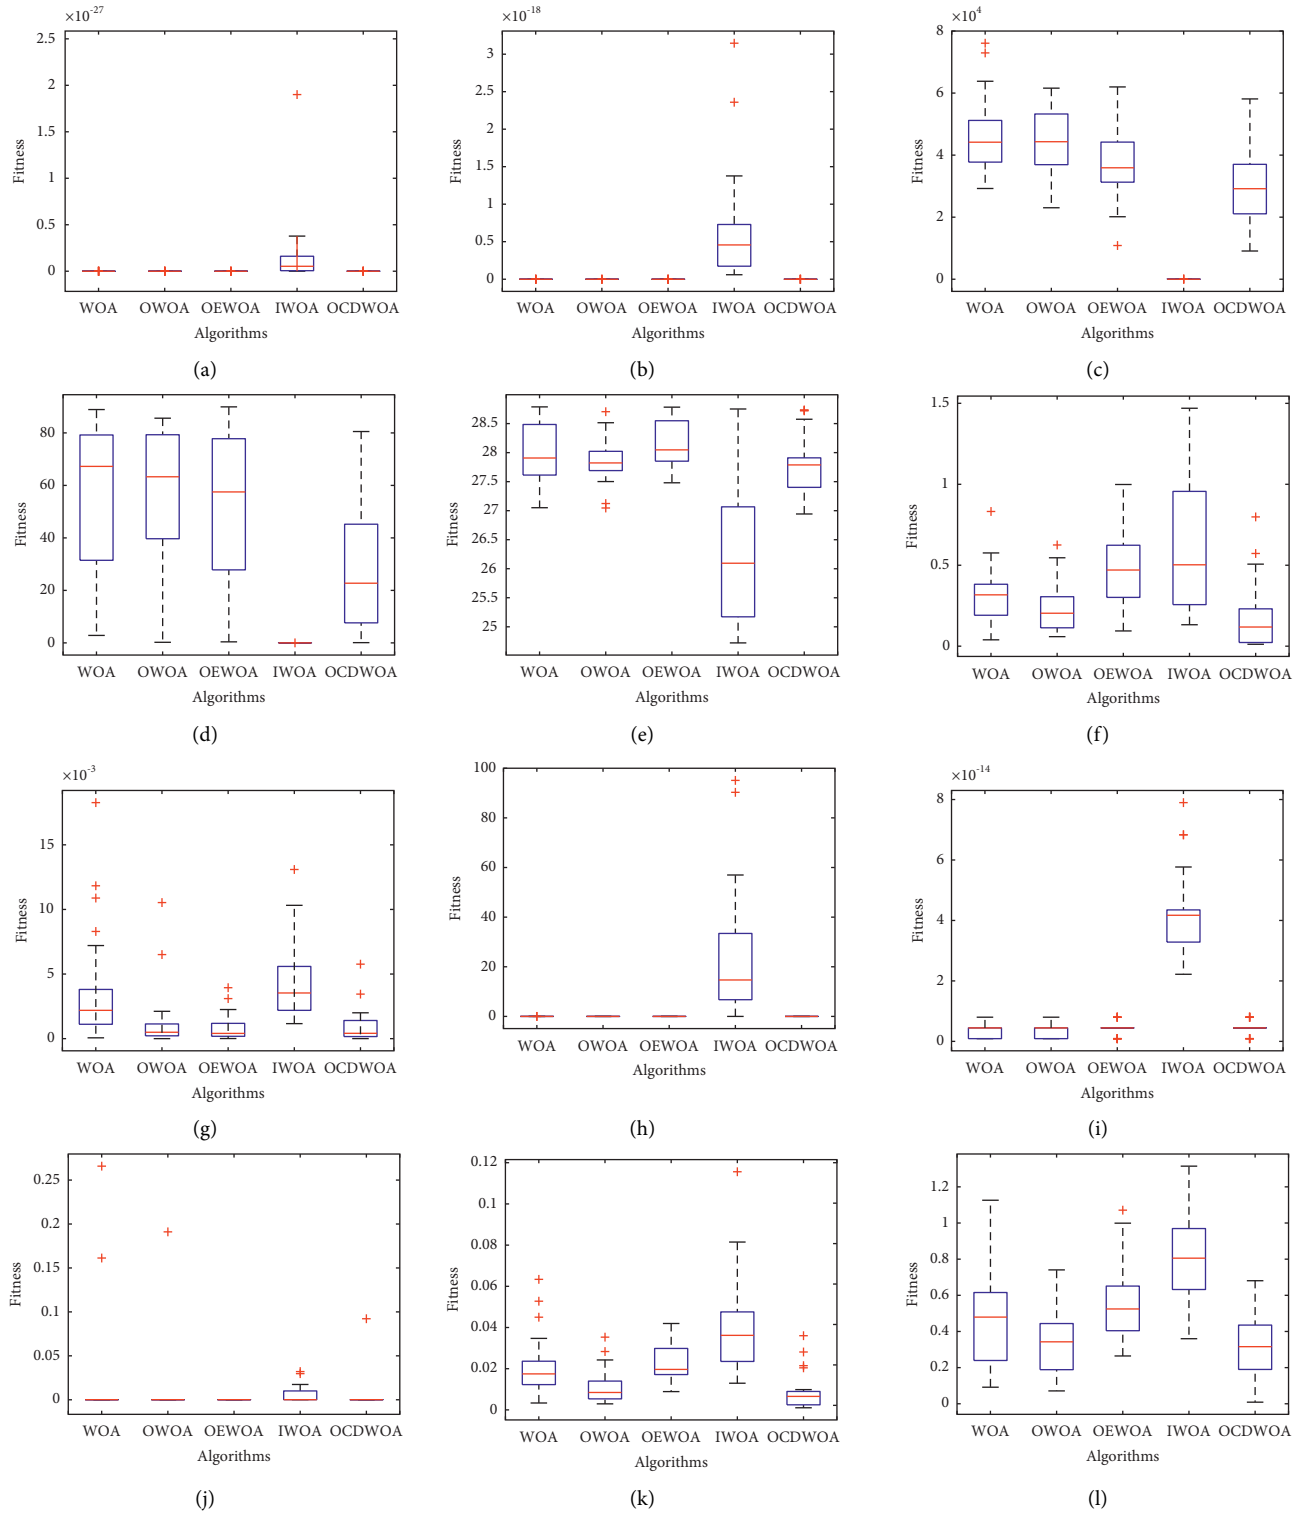 ×10-27
2.5
2
1.5
1
0.5
0
Fitness
WOA OWOA OEWOA IWOA OCDWOA
Algorithms
(a)
×10-18
3
2.5
2
1.5
1
0.5
0
Fitness
WOA OWOA OEWOA IWOA OCDWOA
Algorithms
(b)
×104
8
6
4
2
0
Fitness
WOA OWOA OEWOA IWOA OCDWOA
Algorithms
(c)
80
60
40
20
0
Fitness
WOA OWOA OEWOA IWOA OCDWOA
Algorithms
(d)
28.5
28
27.5
27
26.5
26
25.5
25
Fitness
WOA OWOA OEWOA IWOA OCDWOA
Algorithms
(e)
1.5
1
0.5
0
Fitness
WOA OWOA OEWOA IWOA OCDWOA
Algorithms
(f)
×10-3
15
10
5
0
Fitness
WOA OWOA OEWOA IWOA OCDWOA
Algorithms
(g)
100
80
60
40
20
0
Fitness
WOA OWOA OEWOA IWOA OCDWOA
Algorithms
(h)
×10-14
8
6
4
2
0
Fitness
WOA OWOA OEWOA IWOA OCDWOA
Algorithms
(i)
0.25
0.2
0.15
0.1
0.05
0
Fitness
WOA OWOA OEWOA IWOA OCDWOA
Algorithms
(j)
0.12
0.1
0.08
0.06
0.04
0.02
0
Fitness
WOA OWOA OEWOA IWOA OCDWOA
Algorithms
(k)
1.2
1
0.8
0.6
0.4
0.2
0
Fitness
WOA OWOA OEWOA IWOA OCDWOA
Algorithms
(l)